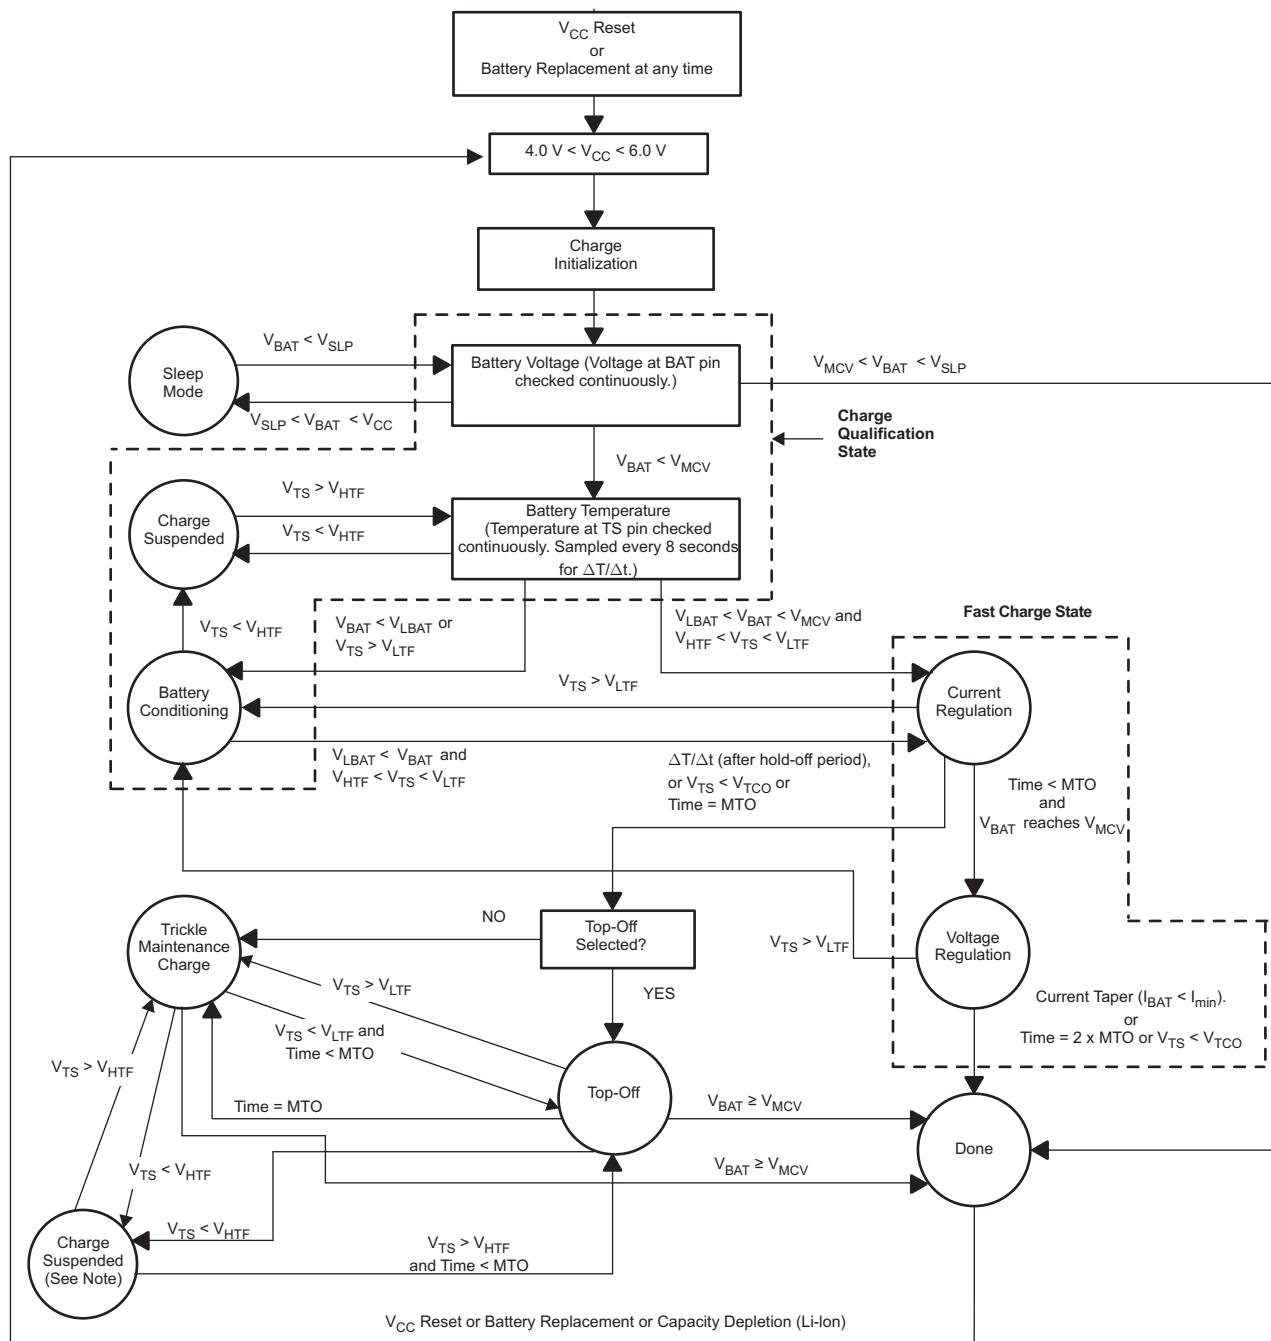 V_CC Reset
or
Battery Replacement at any time
4.0 V < V_CC < 6.0 V
Charge
Initialization
Sleep
Mode
V_BAT < V_SLP
V_SLP < V_BAT < V_CC
Battery Voltage (Voltage at BAT pin
checked continuously.)
V_MCV < V_BAT < V_SLP
Charge
Qualification
State
V_BAT < V_MCV
Charge
Suspended
V_TS > V_HTF
V_TS < V_HTF
Battery Temperature
(Temperature at TS pin checked
continuously. Sampled every 8 seconds
for ΔT/Δt.)
V_TS < V_HTF
V_BAT < V_LBAT or
V_TS > V_LTF
V_LBAT < V_BAT < V_MCV and
V_HTF < V_TS < V_LTF
Fast Charge State
Battery
Conditioning
V_TS > V_LTF
Current
Regulation
V_LBAT < V_BAT and
V_HTF < V_TS < V_LTF
ΔT/Δt (after hold-off period),
or V_TS < V_TCO or
Time = MTO
Time < MTO
and
V_BAT reaches V_MCV
Trickle
Maintenance
Charge
NO
Top-Off
Selected?
YES
V_TS > V_LTF
Voltage
Regulation
Current Taper (I_BAT < I_min).
or
Time = 2 x MTO or V_TS < V_TCO
V_TS > V_LTF
V_TS < V_LTF and
Time < MTO
V_TS > V_HTF
Time = MTO
Top-Off
V_BAT ≥ V_MCV
Done
V_TS < V_HTF
V_BAT ≥ V_MCV
Charge
Suspended
(See Note)
V_TS < V_HTF
V_TS > V_HTF
and Time < MTO
V_CC Reset or Battery Replacement or Capacity Depletion (Li-Ion)